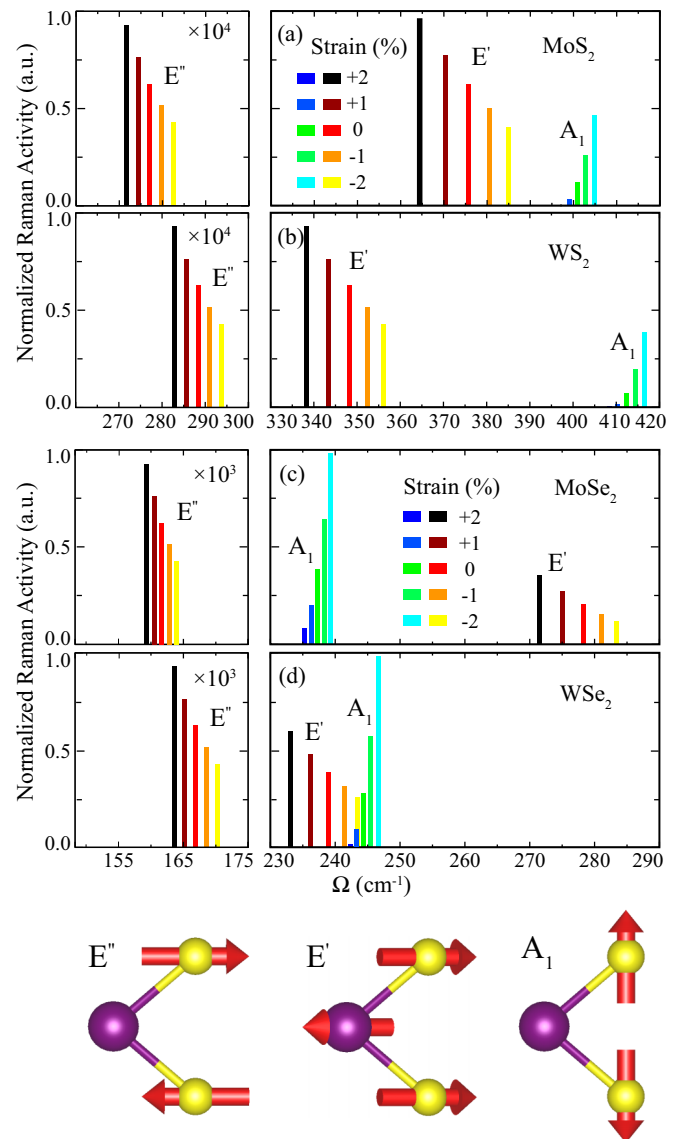 Normalized Raman Activity (a.u.)
1.0
0.5
0.0
×10⁴
E"
(a) Strain (%)
+2
+1
0
-1
-2
E'
MoS₂
A₁
1.0
0.5
0.0
×10⁴
E"
(b)
E'
WS₂
A₁
270 280 290 300
330 340 350 360 370 380 390 400 410 420
Normalized Raman Activity (a.u.)
1.0
0.5
0
×10³
E"
(c)
A₁
Strain (%)
+2
+1
0
-1
-2
MoSe₂
E'
1.0
0.5
0.0
×10³
E"
(d)
E'
A₁
WSe₂
155 165 175
230 240 250 260 270 280 290
Ω (cm⁻¹)
E" E' A₁